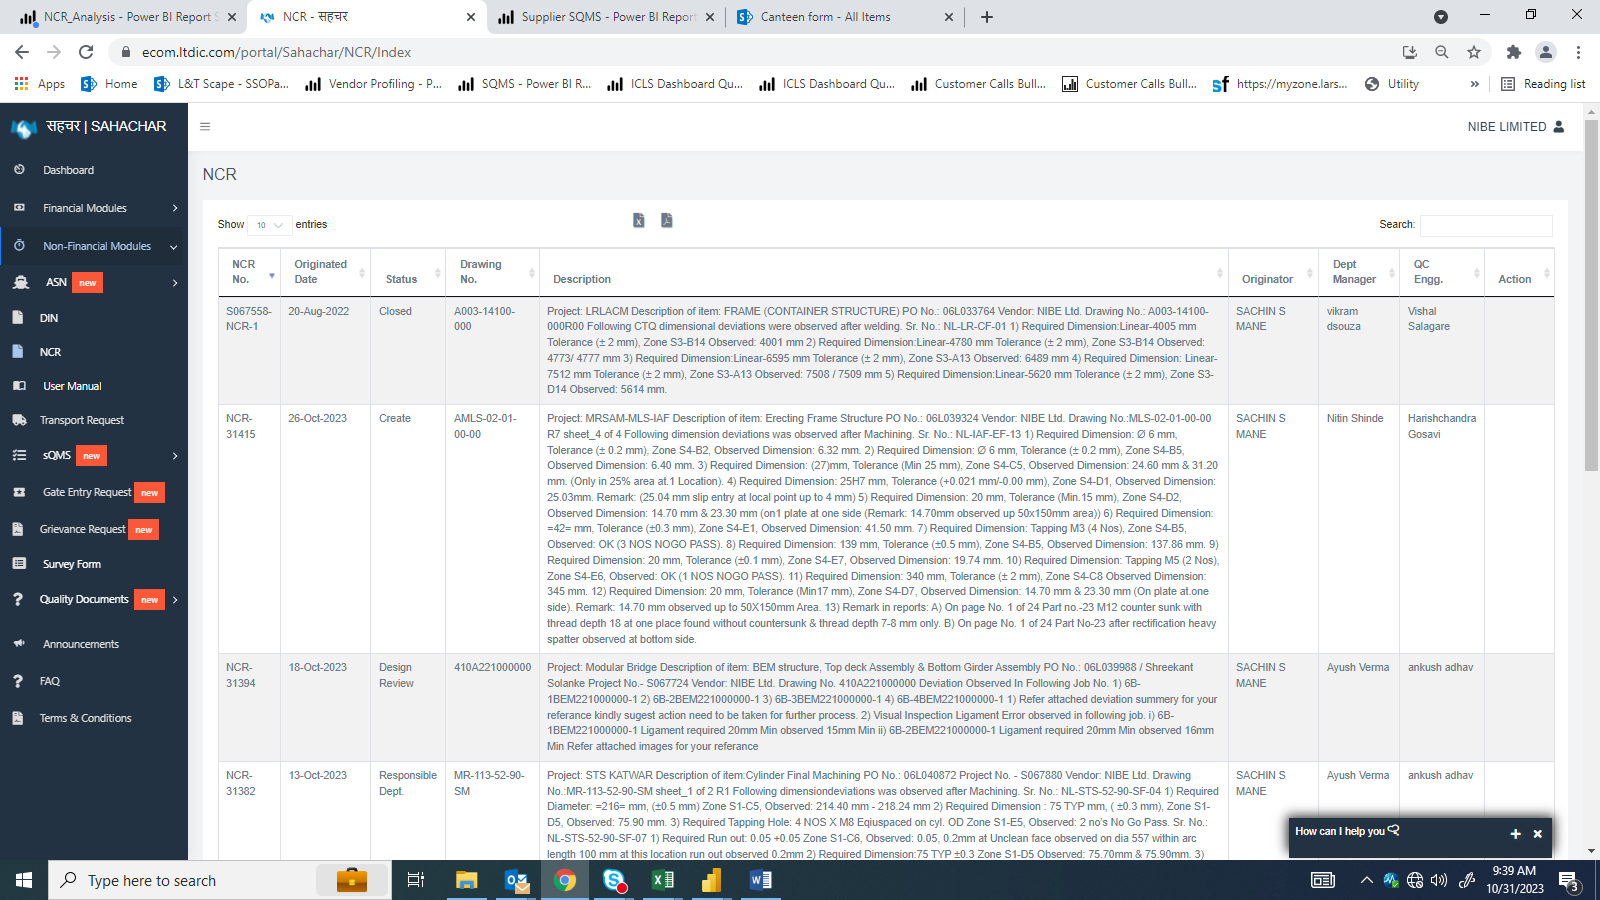 NCR_Analysis - Power BI Report S
NCR - सहचर
Supplier SQMS - Power BI Report
Canteen form - All Items
ecom.ltdic.com/portal/Sahachar/NCR/Index
Apps
Home
L&T Scape - SSOPa...
Vendor Profiling - P...
SQMS - Power BI R...
ICLS Dashboard Qu...
ICLS Dashboard Qu...
Customer Calls Bull...
Customer Calls Bull...
https://myzone.lars...
Utility
»
Reading list
सहचर | SAHACHAR
NIBE LIMITED
Dashboard
Financial Modules
Non-Financial Modules
ASN new
DIN
NCR
User Manual
Transport Request
sQMS new
Gate Entry Request new
Grievance Request new
Survey Form
Quality Documents new
Announcements
FAQ
Terms & Conditions
NCR
Show 10 entries
Search:
NCR No.
Originated Date
Status
Drawing No.
Description
Originator
Dept Manager
QC Engg.
Action
S067558-NCR-1
20-Aug-2022
Closed
A003-14100-000
Project: LRLACM Description of item: FRAME (CONTAINER STRUCTURE) PO No.: 06L033764 Vendor: NIBE Ltd. Drawing No.: A003-14100-
000R00 Following CTQ dimensional deviations were observed after welding. Sr. No.: NL-LR-CF-01 1) Required Dimension:Linear-4005 mm
Tolerance (± 2 mm), Zone S3-B14 Observed: 4001 mm 2) Required Dimension:Linear-4780 mm Tolerance (± 2 mm), Zone S3-B14 Observed:
4773/ 4777 mm 3) Required Dimension:Linear-6595 mm Tolerance (± 2 mm), Zone S3-A13 Observed: 6489 mm 4) Required Dimension: Linear-
7512 mm Tolerance (± 2 mm), Zone S3-A13 Observed: 7508 / 7509 mm 5) Required Dimension:Linear-5620 mm Tolerance (± 2 mm), Zone S3-
D14 Observed: 5614 mm.
SACHIN S MANE
vikram dsouza
Vishal Salagare
NCR-31415
26-Oct-2023
Create
AMLS-02-01-00-00
Project: MRSAM-MLS-IAF Description of item: Erecting Frame Structure PO No.: 06L039324 Vendor: NIBE Ltd. Drawing No.:MLS-02-01-00-00
R7 sheet_4 of 4 Following dimension deviations was observed after Machining. Sr. No.: NL-IAF-EF-13 1) Required Dimension: Ø 6 mm,
Tolerance (± 0.2 mm), Zone S4-B2, Observed Dimension: 6.32 mm. 2) Required Dimension: Ø 6 mm, Tolerance (± 0.2 mm), Zone S4-B5,
Observed Dimension: 6.40 mm. 3) Required Dimension: (27)mm, Tolerance (Min 25 mm), Zone S4-C5, Observed Dimension: 24.60 mm & 31.20
mm. (Only in 25% area at.1 Location). 4) Required Dimension: 25H7 mm, Tolerance (+0.021 mm/-0.00 mm), Zone S4-D1, Observed Dimension:
25.03mm. Remark: (25.04 mm slip entry at local point up to 4 mm) 5) Required Dimension: 20 mm, Tolerance (Min.15 mm), Zone S4-D2,
Observed Dimension: 14.70 mm & 23.30 mm (on1 plate at one side (Remark: 14.70mm observed up 50x150mm area)) 6) Required Dimension:
=42= mm, Tolerance (±0.3 mm), Zone S4-E1, Observed Dimension: 41.50 mm. 7) Required Dimension: Tapping M3 (4 Nos), Zone S4-B5,
Observed: OK (3 NOS NOGO PASS). 8) Required Dimension: 139 mm, Tolerance (±0.5 mm), Zone S4-B5, Observed Dimension: 137.86 mm. 9)
Required Dimension: 20 mm, Tolerance (±0.1 mm), Zone S4-E7, Observed Dimension: 19.74 mm. 10) Required Dimension: Tapping M5 (2 Nos),
Zone S4-E6, Observed: OK (1 NOS NOGO PASS). 11) Required Dimension: 340 mm, Tolerance (± 2 mm), Zone S4-C8 Observed Dimension:
345 mm. 12) Required Dimension: 20 mm, Tolerance (Min17 mm), Zone S4-D7, Observed Dimension: 14.70 mm & 23.30 mm (On plate at.one
side). Remark: 14.70 mm observed up to 50X150mm Area. 13) Remark in reports: A) On page No. 1 of 24 Part no.-23 M12 counter sunk with
thread depth 18 at one place found without countersunk & thread depth 7-8 mm only. B) On page No. 1 of 24 Part No-23 after rectification heavy
spatter observed at bottom side.
SACHIN S MANE
Nitin Shinde
Harishchandra Gosavi
NCR-31394
18-Oct-2023
Design Review
410A221000000
Project: Modular Bridge Description of item: BEM structure, Top deck Assembly & Bottom Girder Assembly PO No.: 06L039988 / Shreekant
Solanke Project No.- S067724 Vendor: NIBE Ltd. Drawing No. 410A221000000 Deviation Observed In Following Job No. 1) 6B-
1BEM221000000-1 2) 6B-2BEM221000000-1 3) 6B-3BEM221000000-1 4) 6B-4BEM221000000-1 1) Refer attached deviation summery for your
referance kindly sugest action need to be taken for further process. 2) Visual Inspection Ligament Error observed in following job. i) 6B-
1BEM221000000-1 Ligament required 20mm Min observed 15mm Min ii) 6B-2BEM221000000-1 Ligament required 20mm Min observed 16mm
Min Refer attached images for your referance
SACHIN S MANE
Ayush Verma
ankush adhav
NCR-31382
13-Oct-2023
Responsible Dept.
MR-113-52-90-SM
Project: STS KATWAR Description of item:Cylinder Final Machining PO No.: 06L040872 Project No. - S067880 Vendor: NIBE Ltd. Drawing
No.:MR-113-52-90-SM sheet_1 of 2 R1 Following dimensiondeviations was observed after Machining. Sr. No.: NL-STS-52-90-SF-04 1) Required
Diameter: =216= mm, (±0.5 mm) Zone S1-C5, Observed: 214.40 mm - 218.24 mm 2) Required Dimension : 75 TYP mm, ( ±0.3 mm), Zone S1-
D5, Observed: 75.90 mm. 3) Required Tapping Hole: 4 NOS X M8 Eqiuspaced on cyl. OD Zone S1-E5, Observed: 2 no's No Go Pass. Sr. No.:
NL-STS-52-90-SF-07 1) Required Run out: 0.05 +0.05 Zone S1-C6, Observed: 0.05, 0.2mm at Unclean face observed on dia 557 within arc
length 100 mm at this location run out observed 0.2mm 2) Required Dimension:75 TYP ±0.3 Zone S1-D5 Observed: 75.70mm & 75.90mm. 3)
SACHIN S MANE
Ayush Verma
ankush adhav
How can I help you
Type here to search
9:39 AM
10/31/2023
3